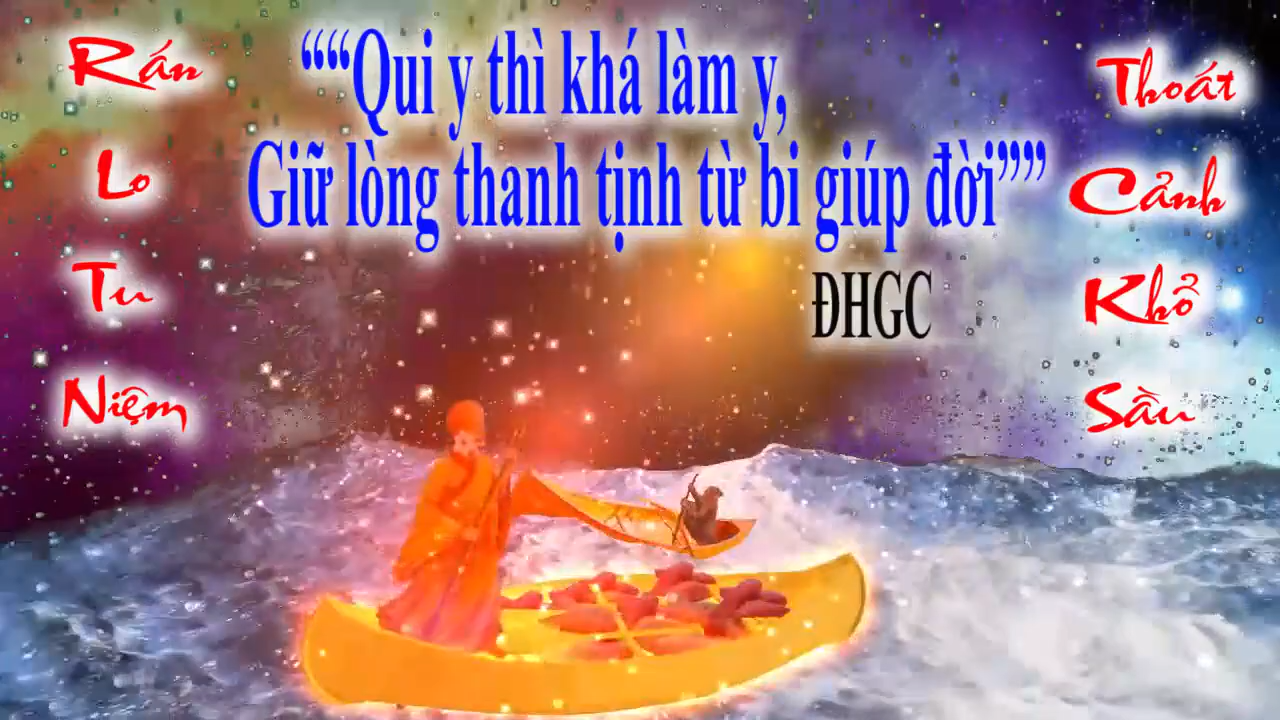 Rán
Lo
Tu
Niệm
““Qui y thì khá làm y,
Giữ lòng thanh tịnh từ bi giúp đời””
ĐHGC
Thoát
Cảnh
Khổ
Sầu